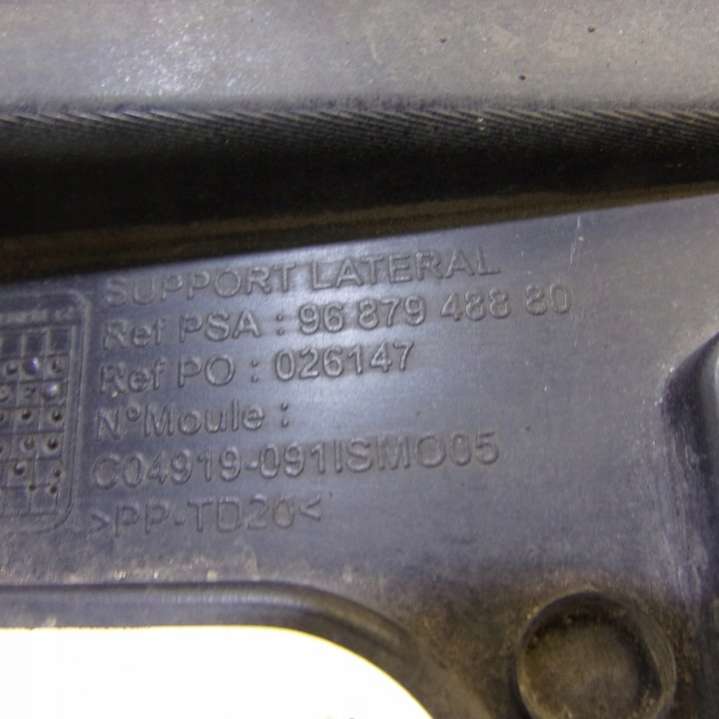 SUPPORT LATERAL
Ref PSA : 96 879 488 80
Ref PO : 026147
N°Moule :
C04919-091ISMO05
>PP-TD20<